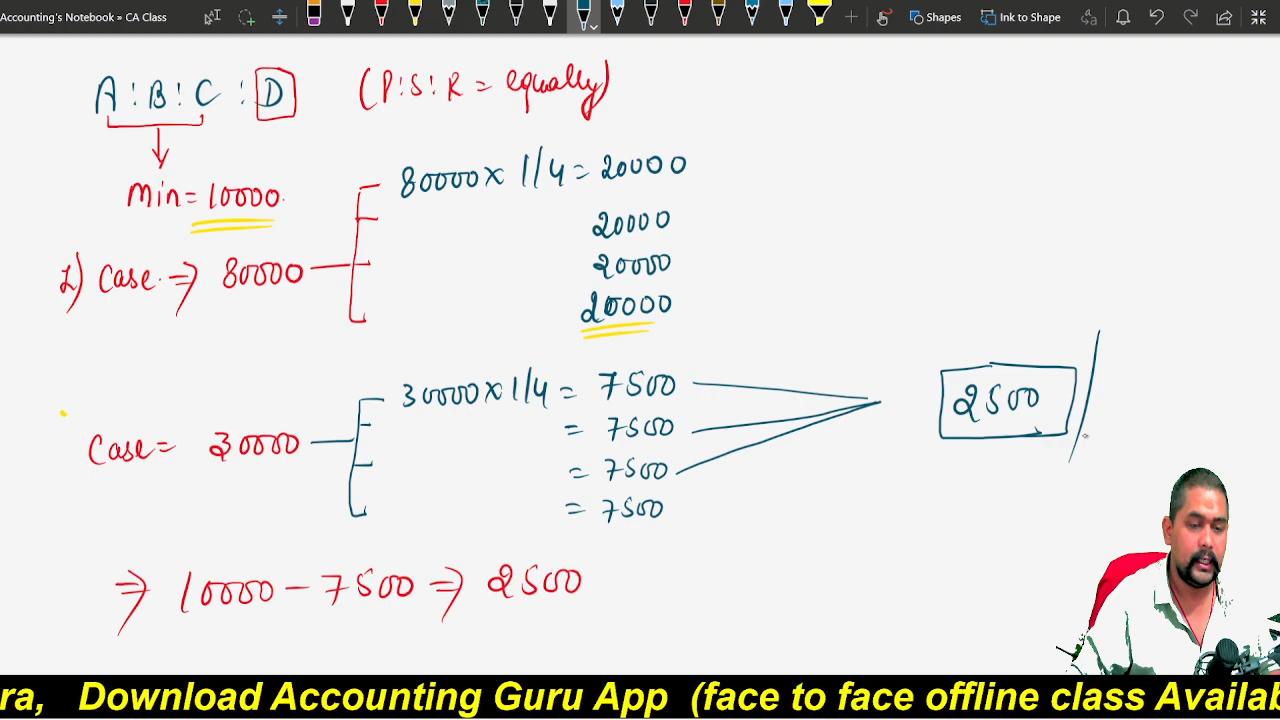 Accounting's Notebook » CA Class
Shapes
Ink to Shape
A : B : C : D (P:S:R = equally)
Min = 10000
1) Case ⇒ 80000
80000 x 1/4 = 20000
20000
20000
20000
Case = 30000
30000 x 1/4 = 7500
= 7500
= 7500
= 7500
2500
⇒ 10000 - 7500 ⇒ 2500
ra, Download Accounting Guru App (face to face offline class Availab